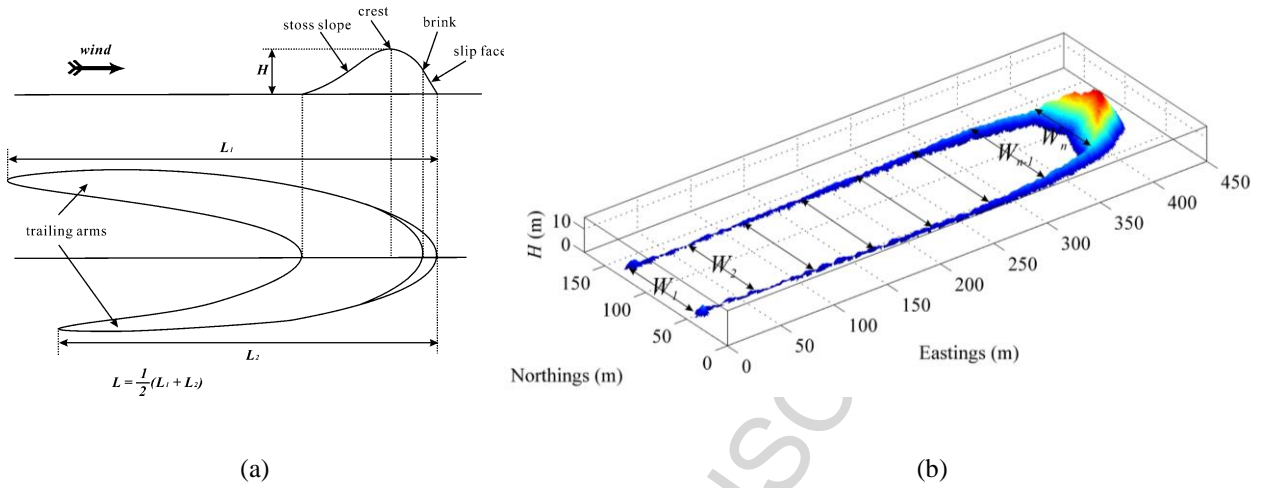 crest
stoss slope
brink
wind
slip face
H
L₁
trailing arms
L₂
L = 1/2 (L₁ + L₂)
(a)
H (m)
10
0
150
100
50
0
Northings (m)
0
50
100
150
200
250
300
350
400
450
Eastings (m)
W₁
W₂
Wₙ₋₁
Wₙ
(b)
SC